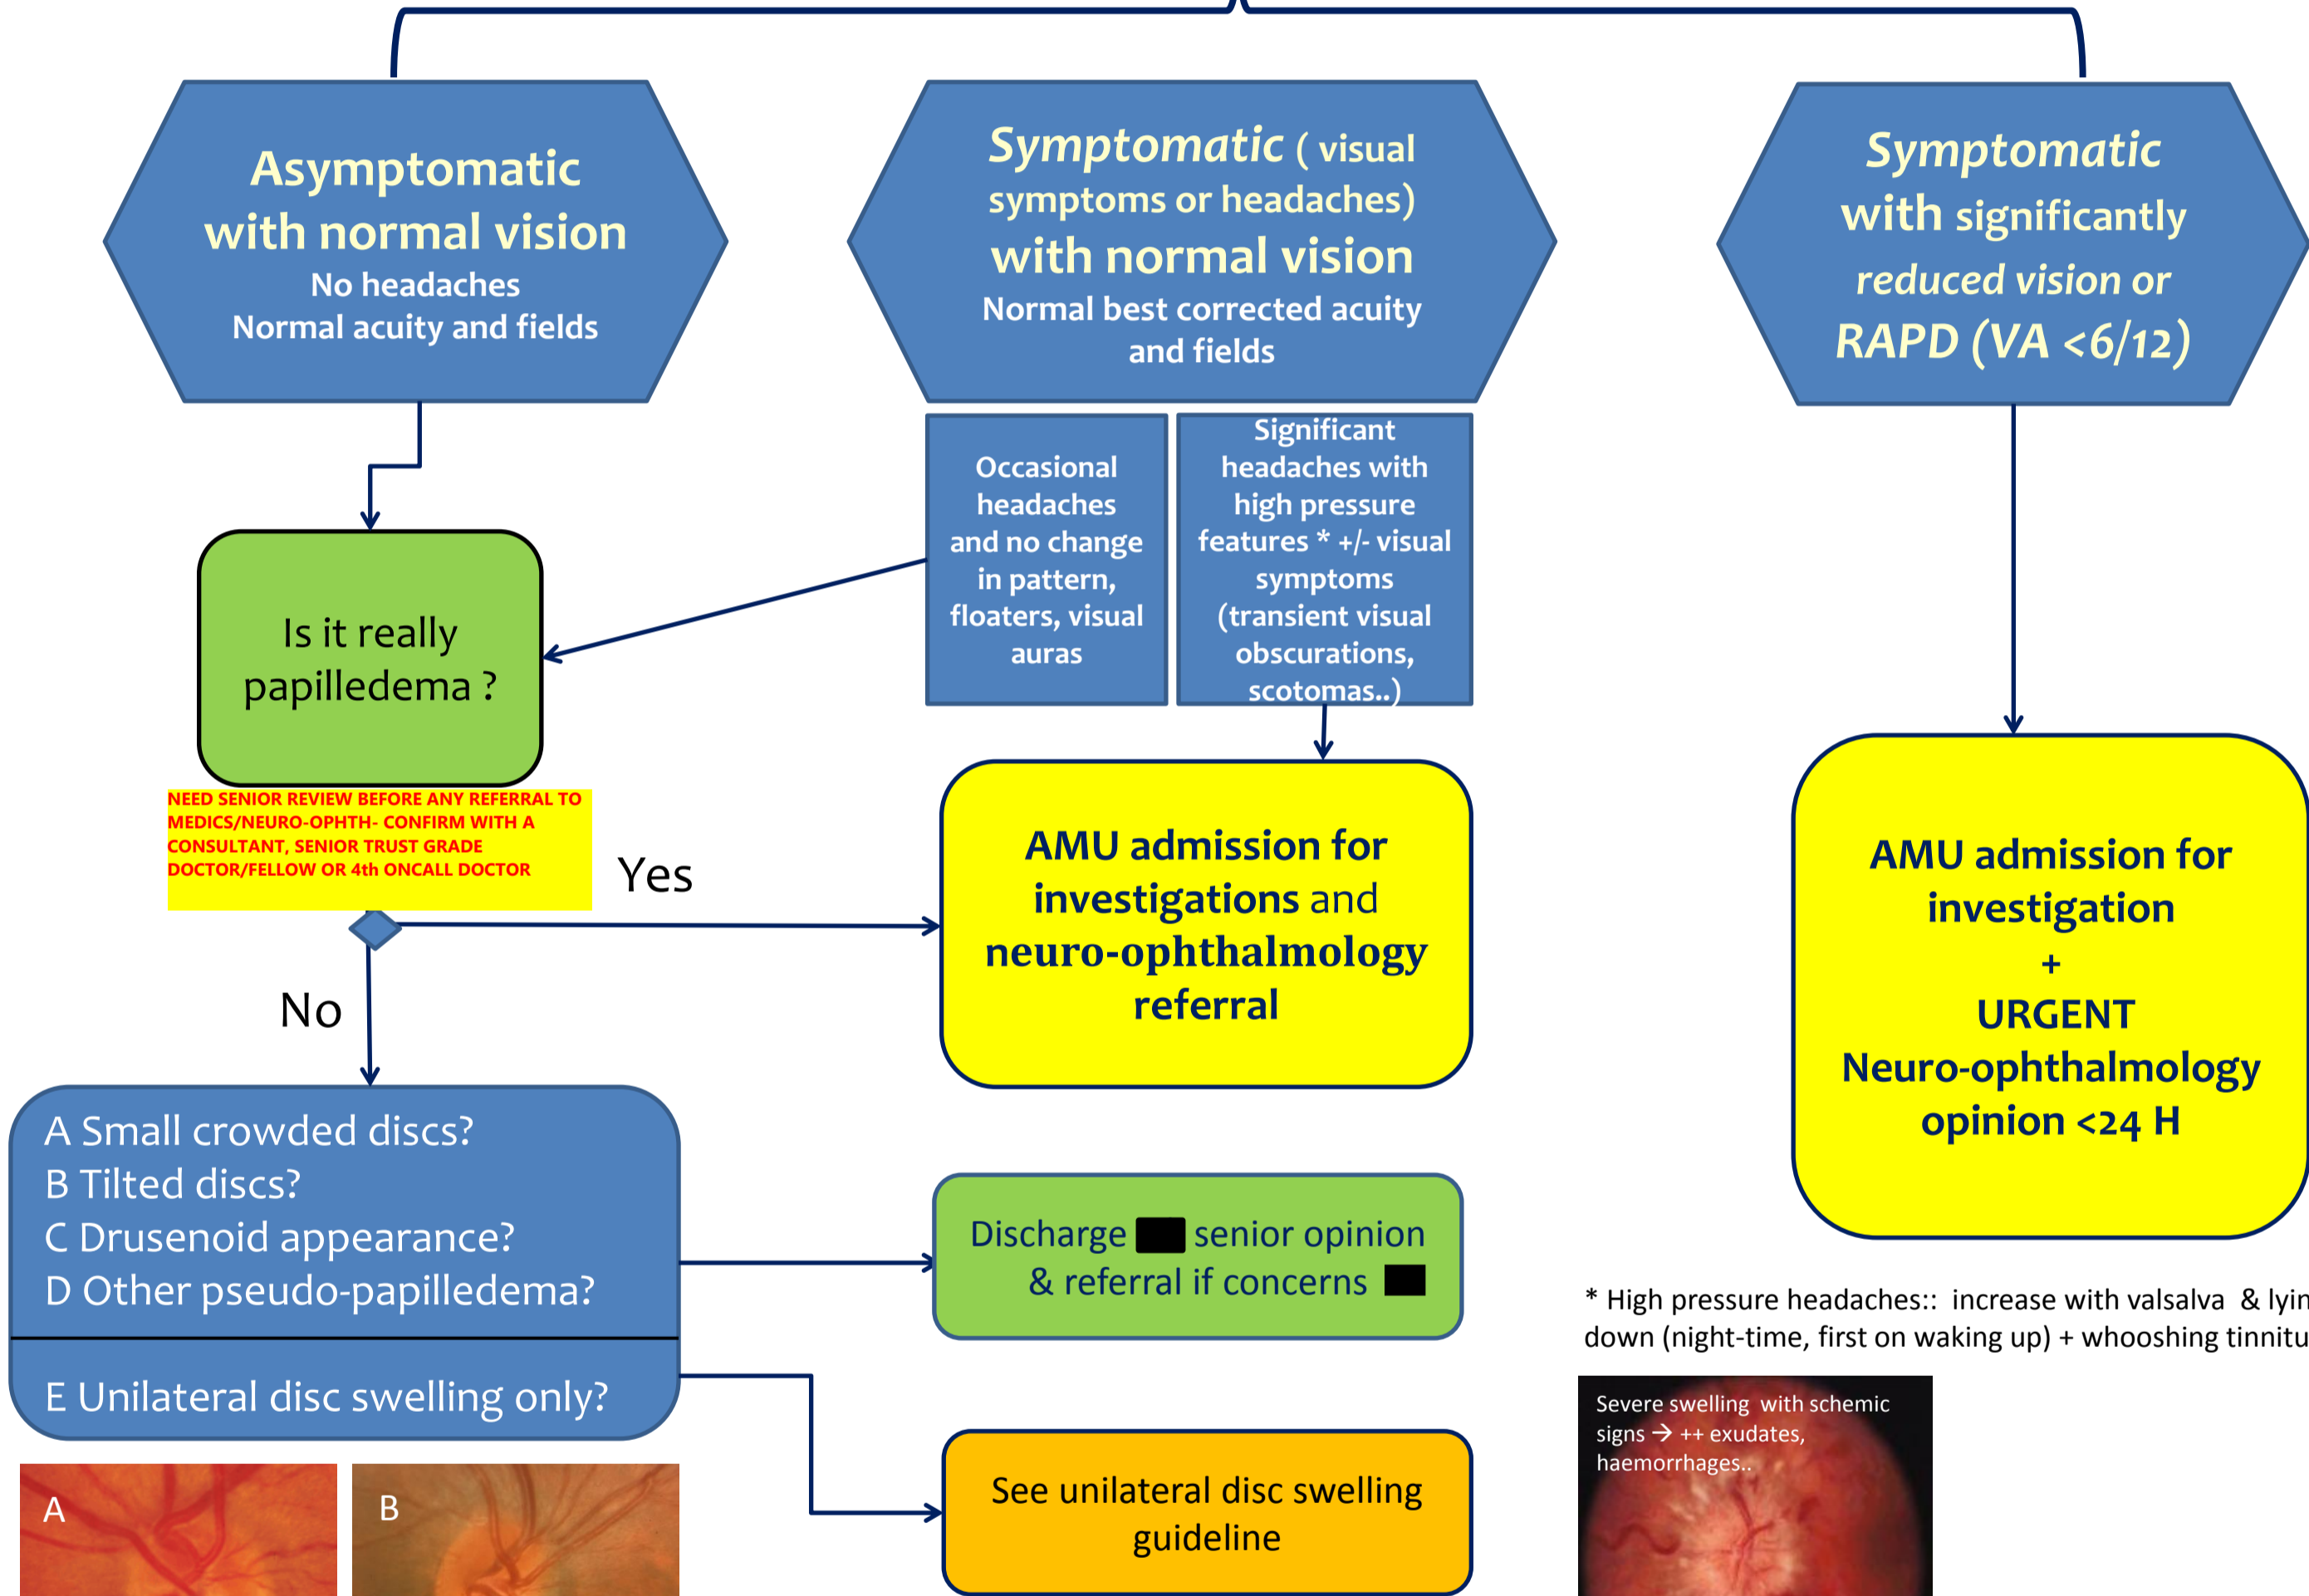 Asymptomatic
with normal vision
No headaches
Normal acuity and fields
Symptomatic ( visual
symptoms or headaches)
with normal vision
Normal best corrected acuity
and fields
Symptomatic
with significantly
reduced vision or
RAPD (VA <6/12)
Occasional
headaches
and no change
in pattern,
floaters, visual
auras
Significant
headaches with
high pressure
features * +/- visual
symptoms
(transient visual
obscurations,
scotomas..)
Is it really
papilledema ?
NEED SENIOR REVIEW BEFORE ANY REFERRAL TO
MEDICS/NEURO-OPHTH- CONFIRM WITH A
CONSULTANT, SENIOR TRUST GRADE
DOCTOR/FELLOW OR 4th ONCALL DOCTOR
Yes
No
AMU admission for
investigations and
neuro-ophthalmology
referral
AMU admission for
investigation
+
URGENT
Neuro-ophthalmology
opinion <24 H
A Small crowded discs?
B Tilted discs?
C Drusenoid appearance?
D Other pseudo-papilledema?
E Unilateral disc swelling only?
Discharge senior opinion
& referral if concerns
See unilateral disc swelling
guideline
* High pressure headaches:: increase with valsalva & lyin
down (night-time, first on waking up) + whooshing tinnitu
Severe swelling with schemic
signs → ++ exudates,
haemorrhages..
A
B